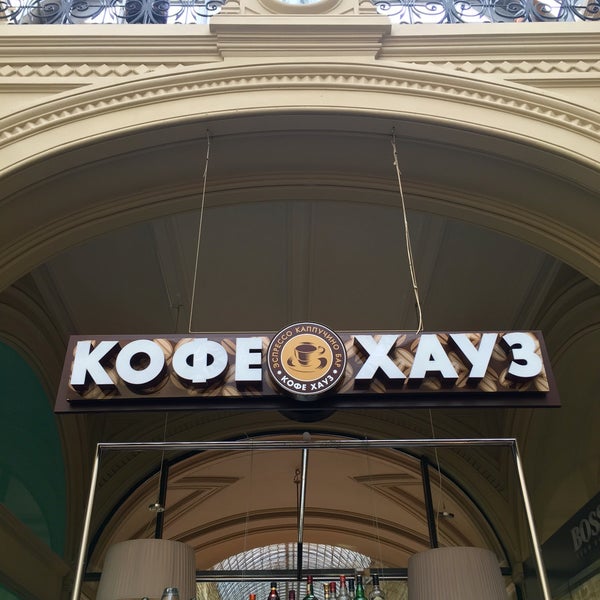 КОФЕ ХАУЗ
ЭСПРЕССО КАППУЧИНО БАР
• КОФЕ ХАУЗ •
BOSS